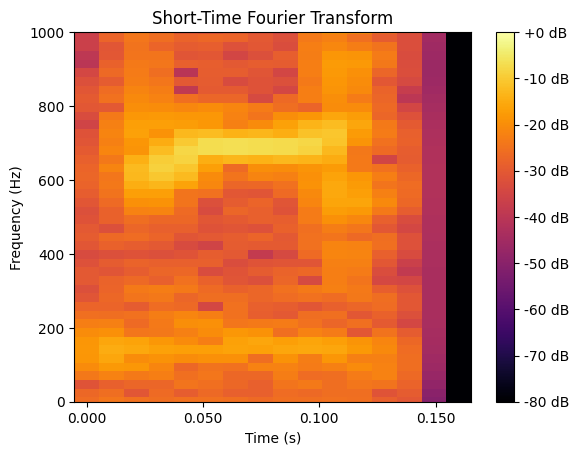 Short-Time Fourier Transform
1000
800
600
400
200
0
Frequency (Hz)
0.000
0.050
0.100
0.150
Time (s)
+0 dB
-10 dB
-20 dB
-30 dB
-40 dB
-50 dB
-60 dB
-70 dB
-80 dB